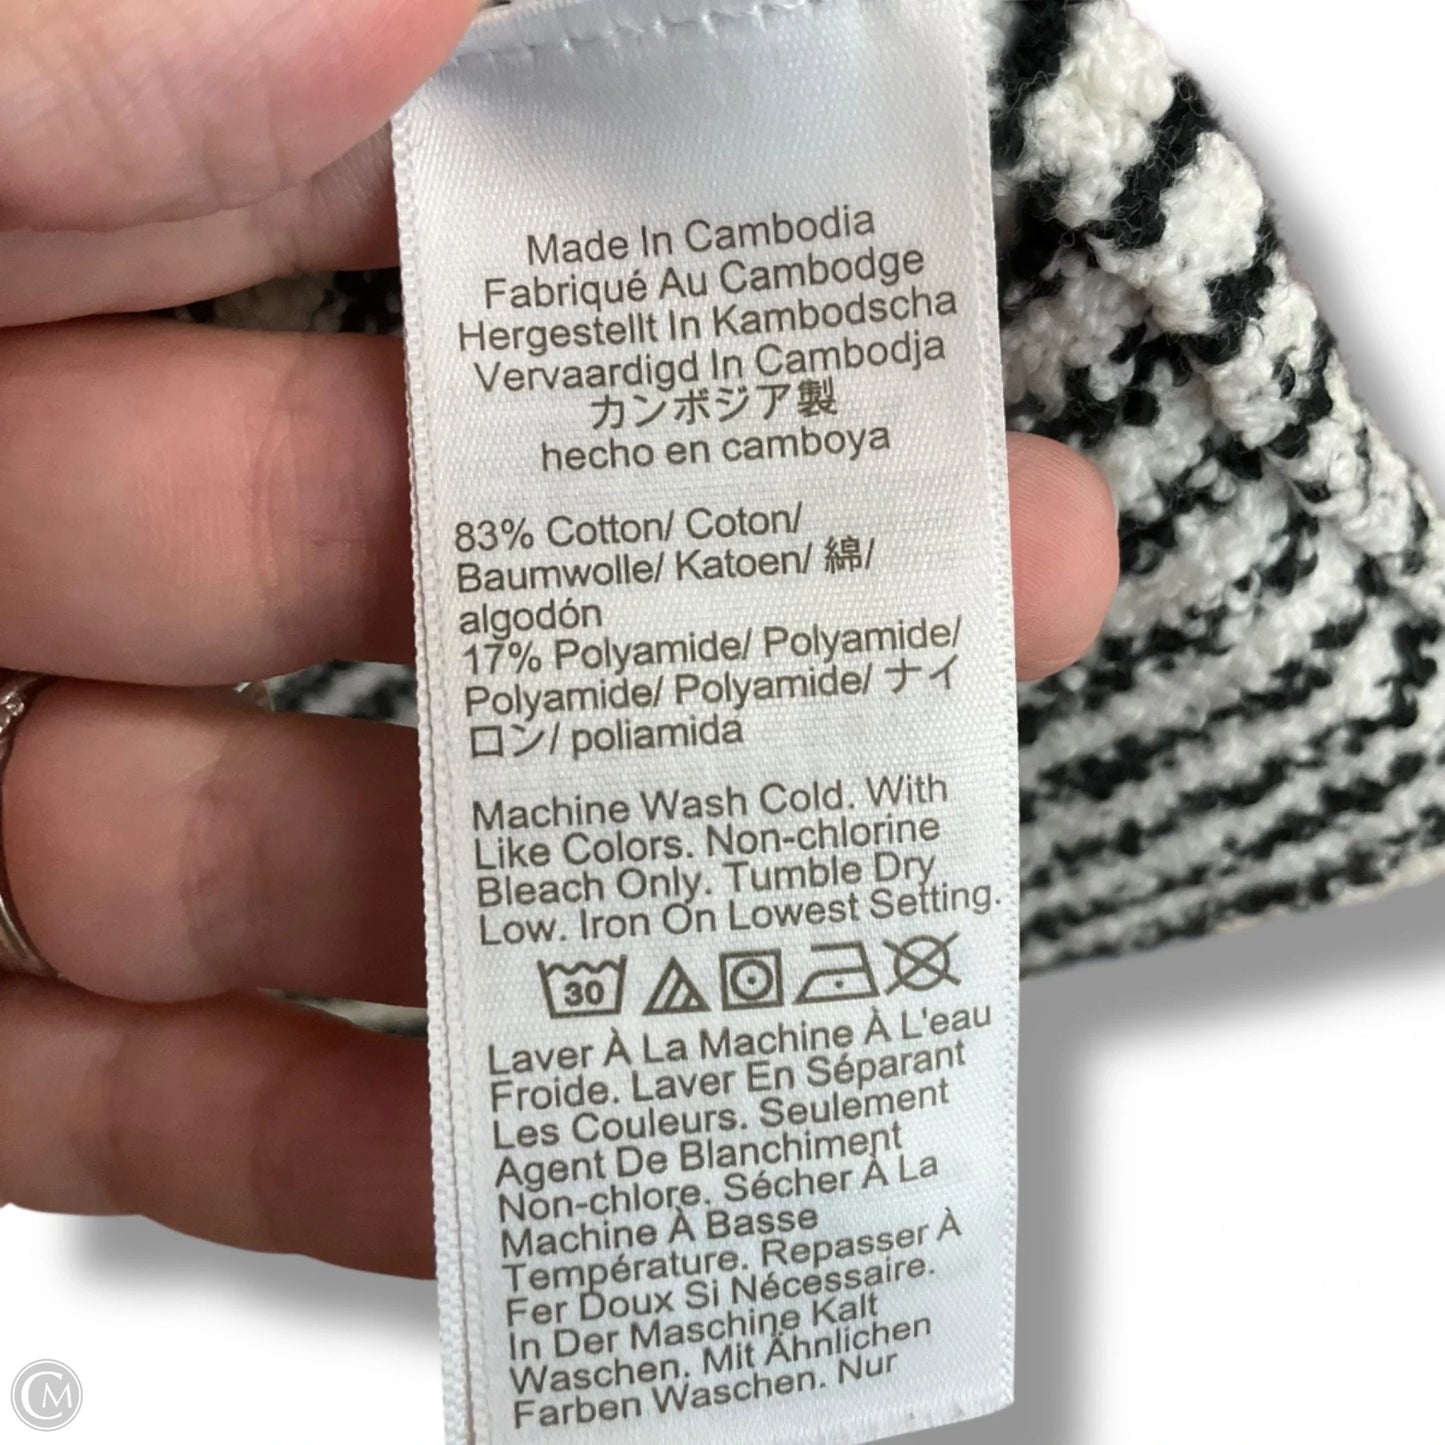 Made In Cambodia
Fabriqué Au Cambodge
Hergestellt In Kambodscha
Vervaardigd In Cambodja
カンボジア製
hecho en camboya
83% Cotton/ Coton/
Baumwolle/ Katoen/ 綿/
algodón
17% Polyamide/ Polyamide/
Polyamide/ Polyamide/ ナイ
ロン/ poliamida
Machine Wash Cold. With
Like Colors. Non-chlorine
Bleach Only. Tumble Dry
Low. Iron On Lowest Setting.
30
Laver À La Machine À L'eau
Froide. Laver En Séparant
Les Couleurs. Seulement
Agent De Blanchiment
Non-chlore. Sécher À La
Machine À Basse
Température. Repasser À
Fer Doux Si Nécessaire.
In Der Maschine Kalt
Waschen. Mit Ähnlichen
Farben Waschen. Nur
CM